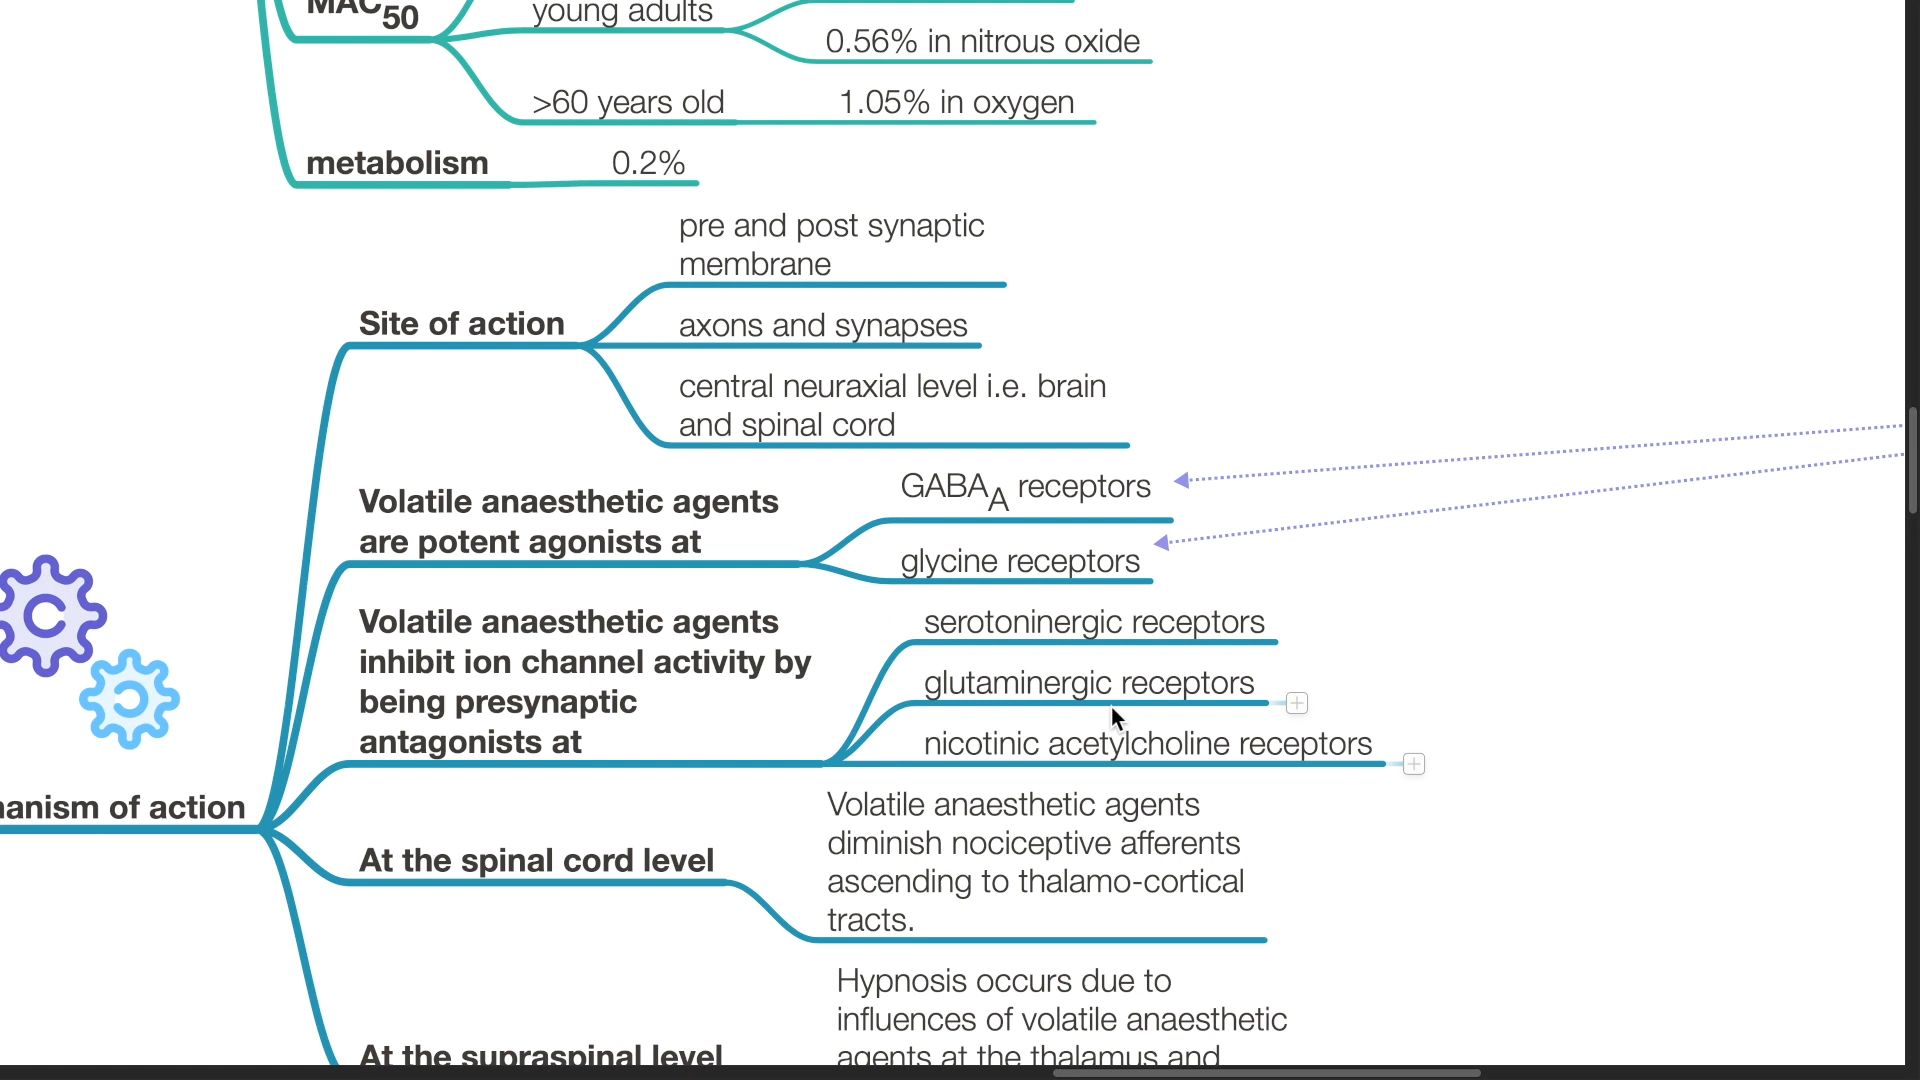 MAC50
young adults
0.56% in nitrous oxide
>60 years old
1.05% in oxygen
metabolism
0.2%
pre and post synaptic
membrane
Site of action
axons and synapses
central neuraxial level i.e. brain
and spinal cord
Volatile anaesthetic agents
are potent agonists at
GABAA receptors
glycine receptors
Volatile anaesthetic agents
inhibit ion channel activity by
being presynaptic
antagonists at
serotoninergic receptors
glutaminergic receptors
nicotinic acetylcholine receptors
of action
At the spinal cord level
Volatile anaesthetic agents
diminish nociceptive afferents
ascending to thalamo-cortical
tracts.
At the supraspinal level
Hypnosis occurs due to
influences of volatile anaesthetic
agents at the thalamus and